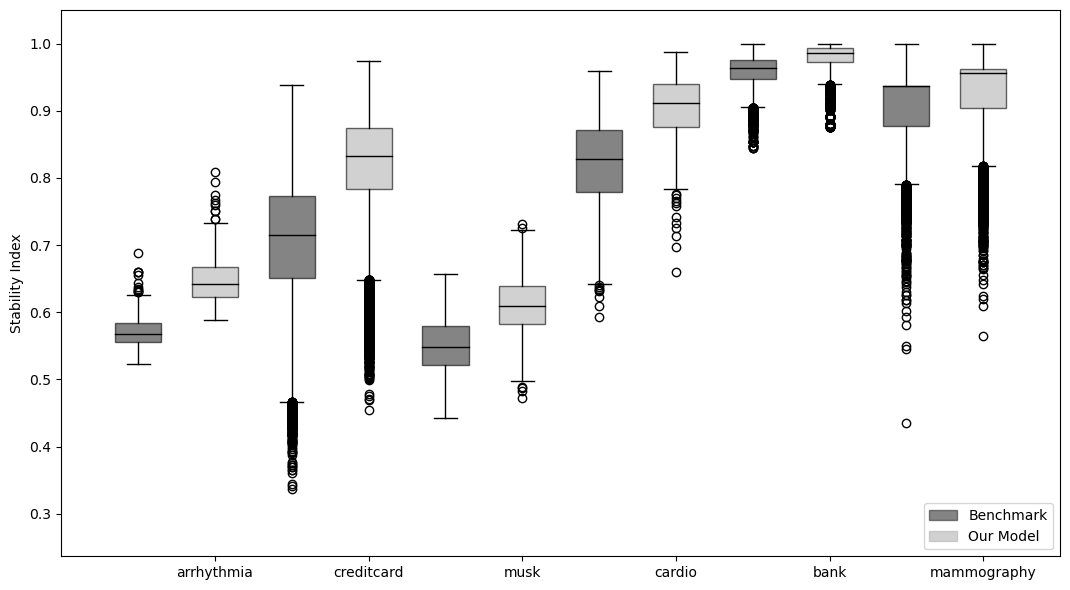 Stability Index
1.0
0.9
0.8
0.7
0.6
0.5
0.4
0.3
arrhythmia
creditcard
musk
cardio
bank
mammography
Benchmark
Our Model